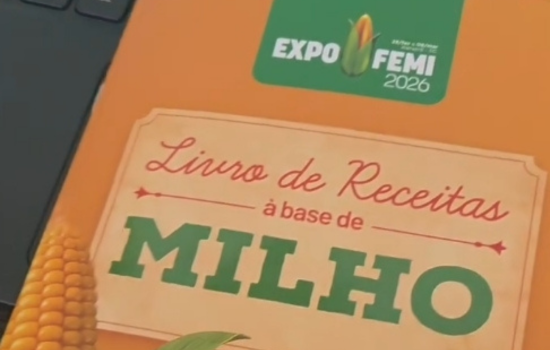 EXPO FEMI
2026
Livro de Receitas
à base de
MILHO